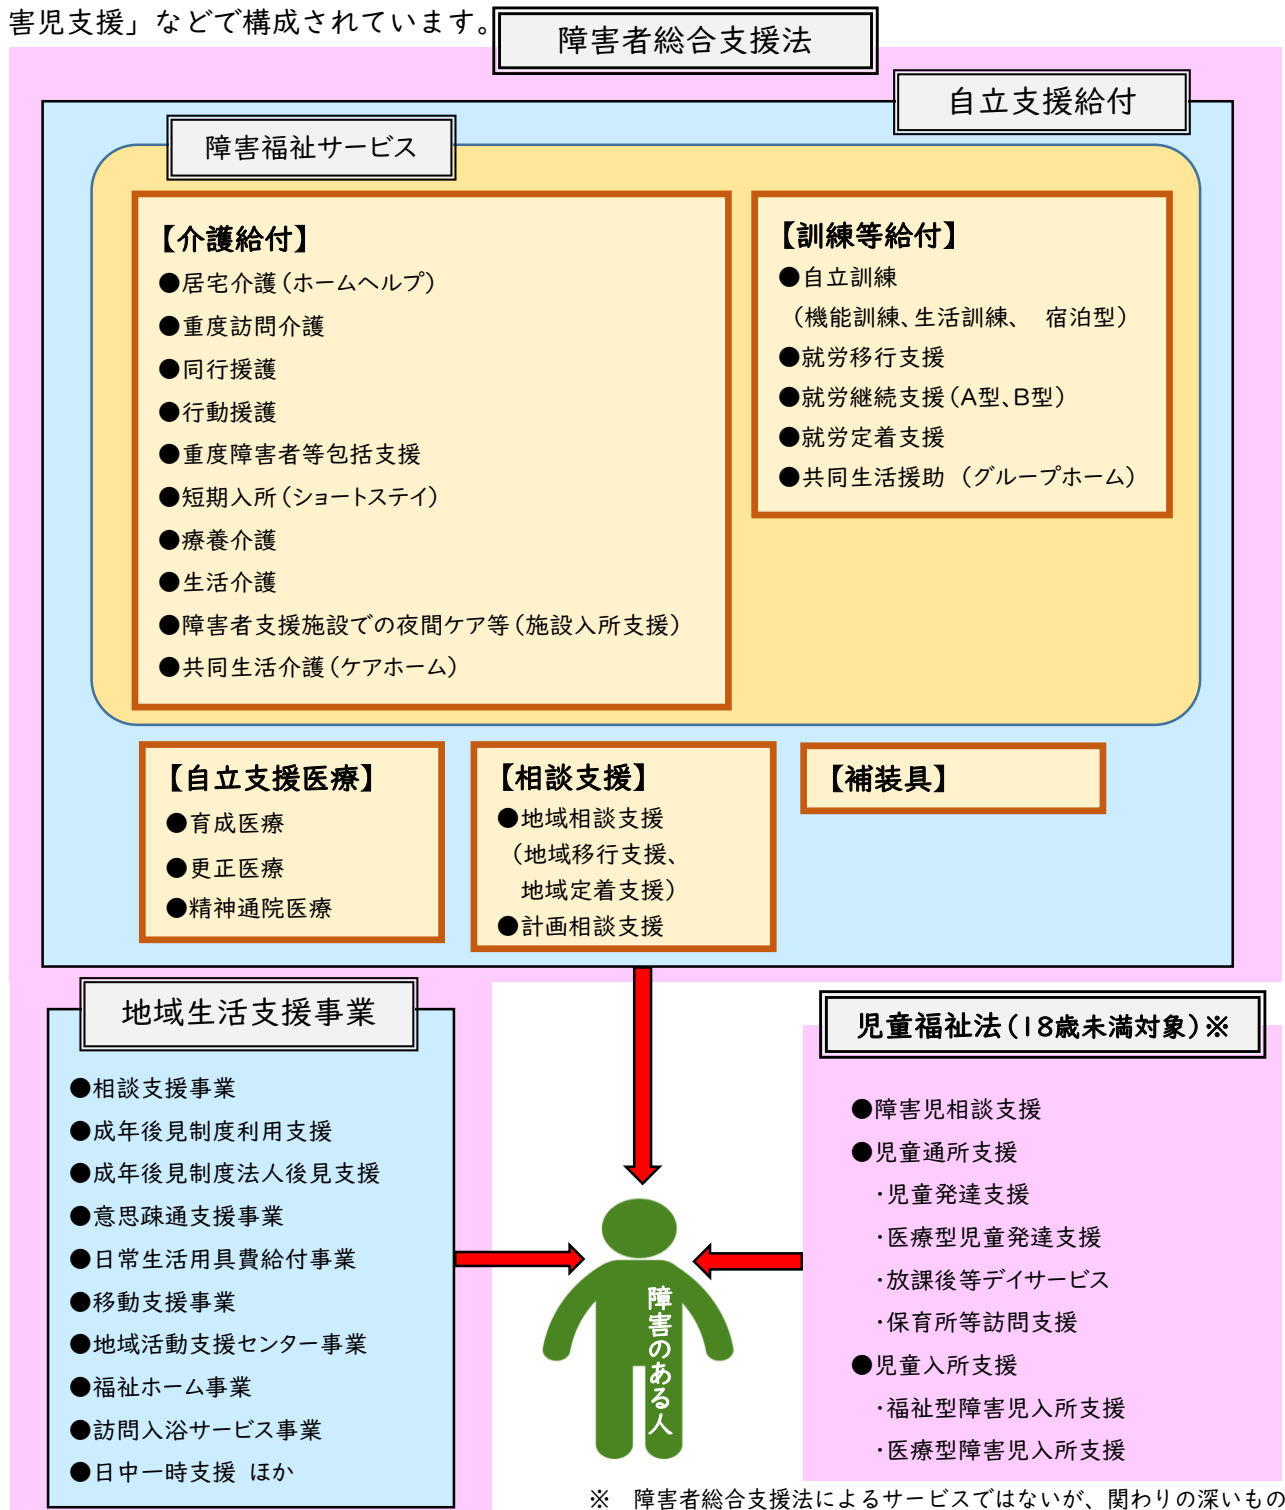 害児支援」などで構成されています。
障害者総合支援法
自立支援給付
障害福祉サービス
【介護給付】
●居宅介護(ホームヘルプ)
●重度訪問介護
●同行援護
●行動援護
●重度障害者等包括支援
●短期入所(ショートステイ)
●療養介護
●生活介護
●障害者支援施設での夜間ケア等(施設入所支援)
●共同生活介護(ケアホーム)
【訓練等給付】
●自立訓練
(機能訓練、生活訓練、　宿泊型)
●就労移行支援
●就労継続支援(A型、B型)
●就労定着支援
●共同生活援助 (グループホーム)
【自立支援医療】
●育成医療
●更正医療
●精神通院医療
【相談支援】
●地域相談支援
(地域移行支援、
地域定着支援)
●計画相談支援
【補装具】
地域生活支援事業
●相談支援事業
●成年後見制度利用支援
●成年後見制度法人後見支援
●意思疎通支援事業
●日常生活用具費給付事業
●移動支援事業
●地域活動支援センター事業
●福祉ホーム事業
●訪問入浴サービス事業
●日中一時支援 ほか
障害のある人
児童福祉法(18歳未満対象)※
●障害児相談支援
●児童通所支援
・児童発達支援
・医療型児童発達支援
・放課後等デイサービス
・保育所等訪問支援
●児童入所支援
・福祉型障害児入所支援
・医療型障害児入所支援
※　障害者総合支援法によるサービスではないが、関わりの深いもの